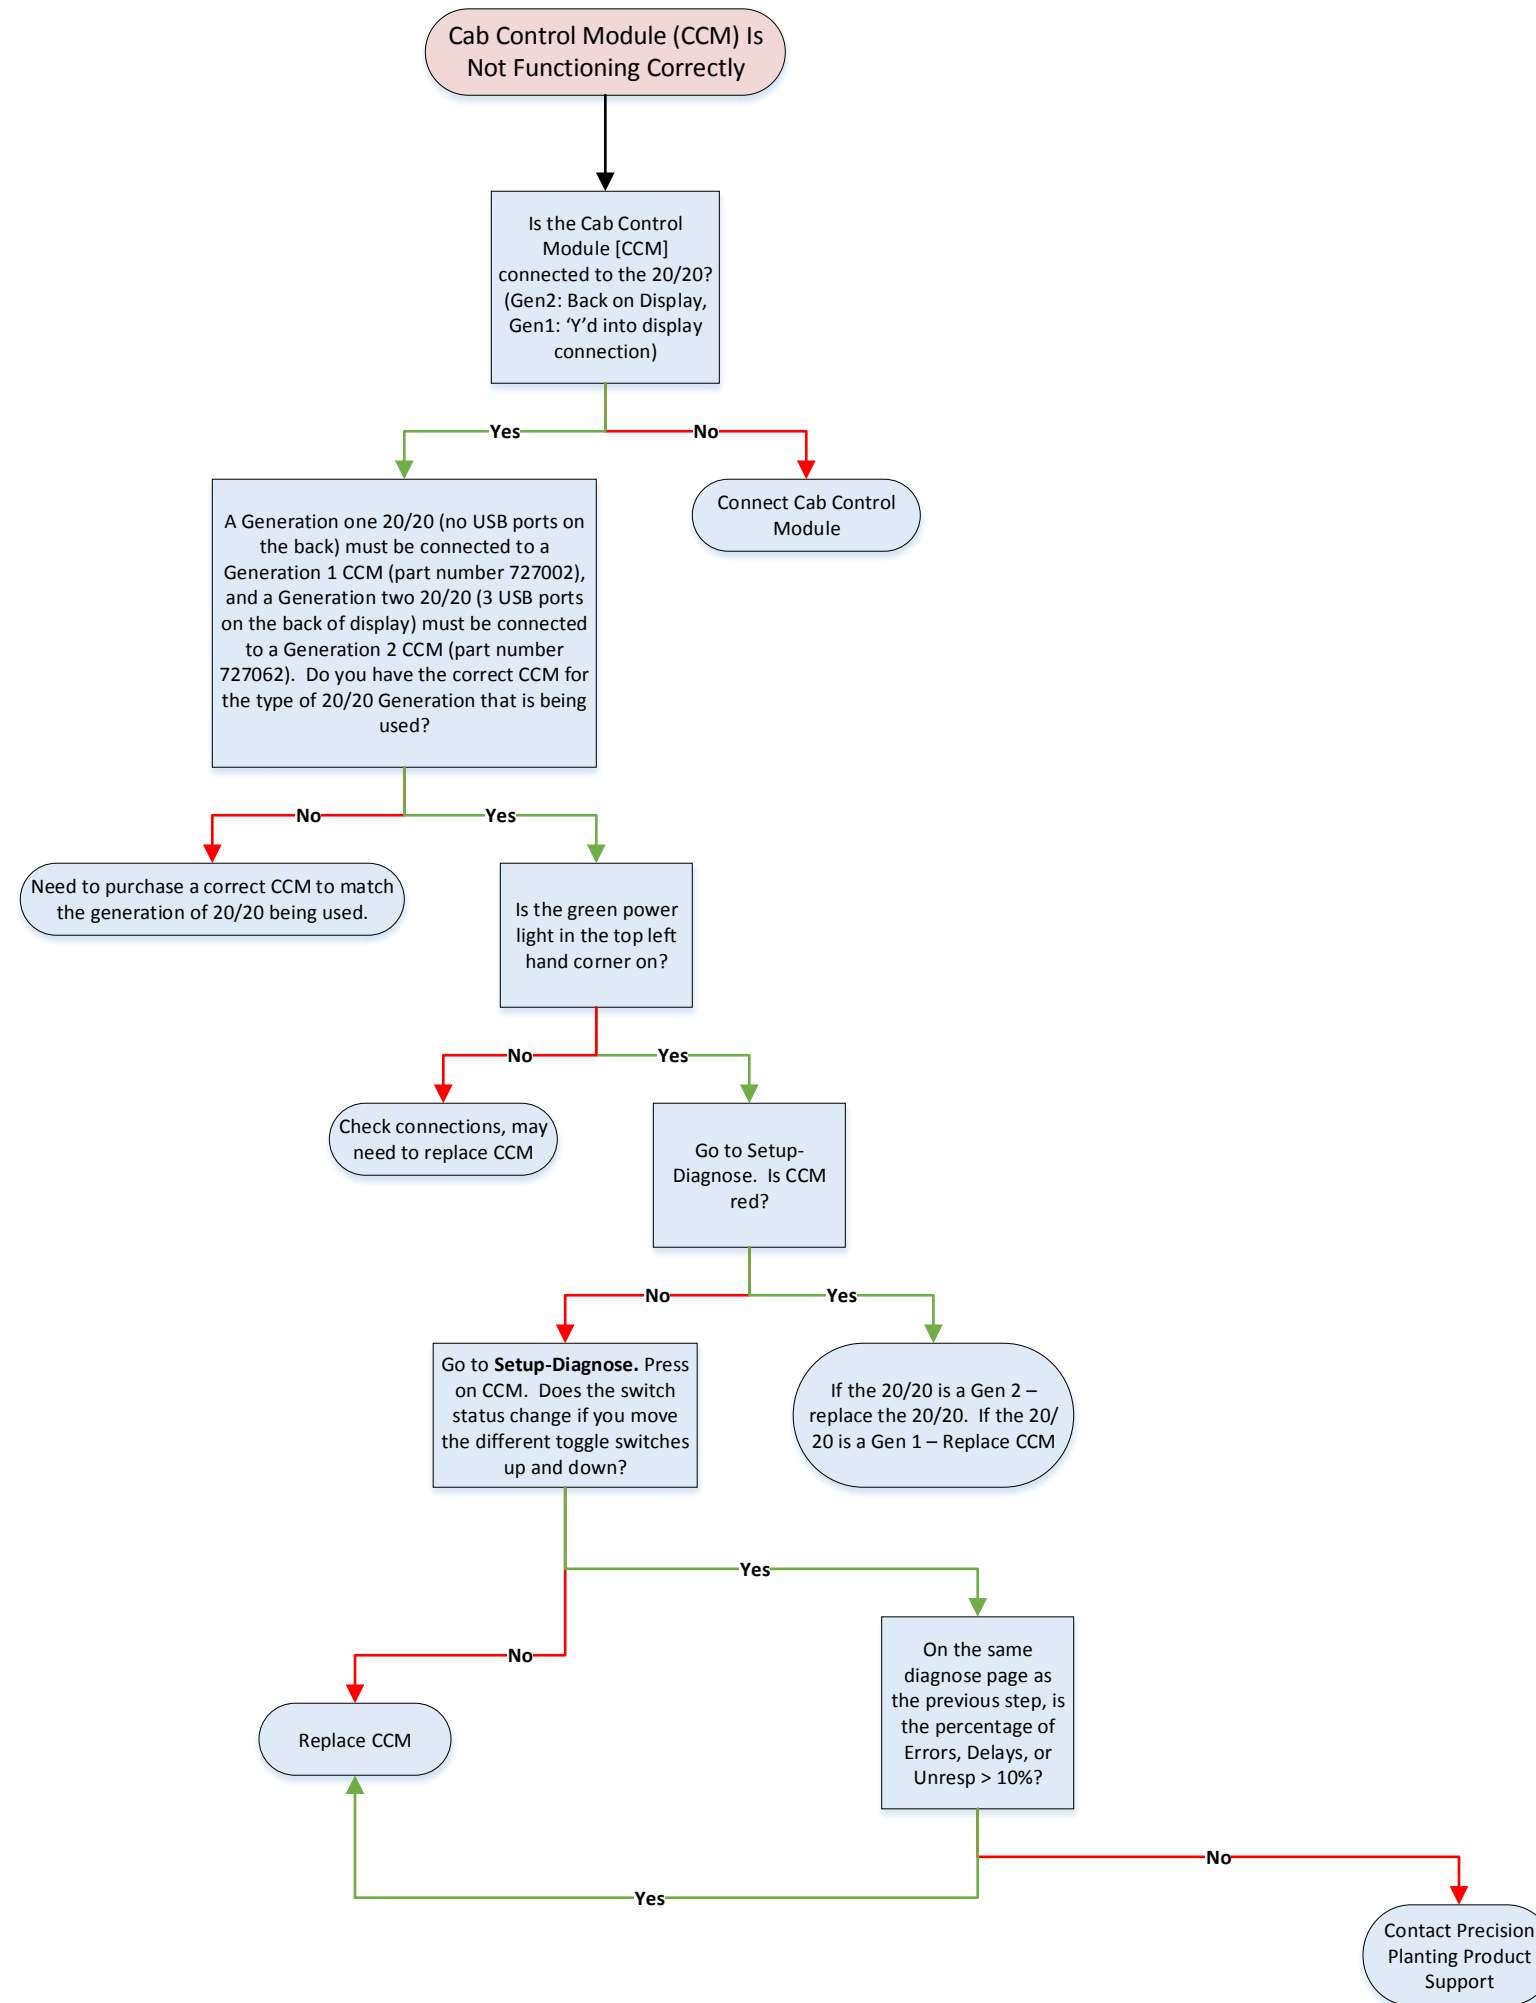 Cab Control Module (CCM) Is
Not Functioning Correctly
Is the Cab Control
Module [CCM]
connected to the 20/20?
(Gen2: Back on Display,
Gen1: ‘Y’d into display
connection)
Yes
No
Connect Cab Control
Module
A Generation one 20/20 (no USB ports on
the back) must be connected to a
Generation 1 CCM (part number 727002),
and a Generation two 20/20 (3 USB ports
on the back of display) must be connected
to a Generation 2 CCM (part number
727062).  Do you have the correct CCM for
the type of 20/20 Generation that is being
used?
No
Yes
Need to purchase a correct CCM to match
the generation of 20/20 being used.
Is the green power
light in the top left
hand corner on?
No
Yes
Check connections, may
need to replace CCM
Go to Setup-
Diagnose.  Is CCM
red?
No
Yes
Go to Setup-Diagnose. Press
on CCM.  Does the switch
status change if you move
the different toggle switches
up and down?
If the 20/20 is a Gen 2 –
replace the 20/20.  If the 20/
20 is a Gen 1 – Replace CCM
Yes
No
On the same
diagnose page as
the previous step, is
the percentage of
Errors, Delays, or
Unresp > 10%?
Replace CCM
No
Yes
Contact Precision
Planting Product
Support